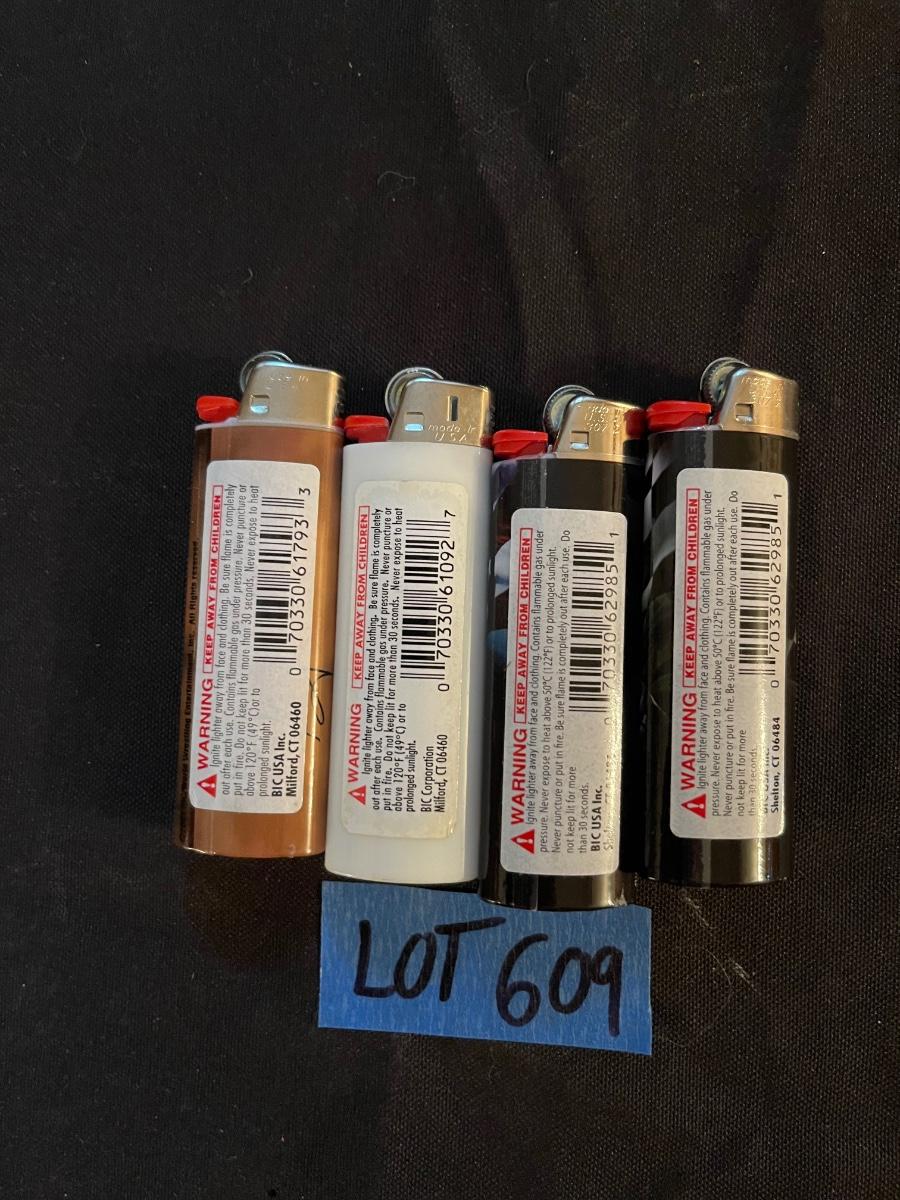 All Rights reserved.
WARNING KEEP AWAY FROM CHILDREN
Ignite lighter away from face and clothing. Be sure flame is completely
out after each use. Contains flammable gas under pressure. Never puncture or
put in fire. Do not keep lit for more than 30 seconds. Never expose to heat
above 120°F (49°C) or to
prolonged sunlight.
BIC USA Inc.
Milford, CT 06460
0 70330 61793 3
made in
U S A
WARNING KEEP AWAY FROM CHILDREN
Ignite lighter away from face and clothing. Be sure flame is completely
out after each use. Contains flammable gas under pressure. Never puncture or
put in fire. Do not keep lit for more than 30 seconds. Never expose to heat
above 120°F (49°C) or to
prolonged sunlight.
BIC Corporation
Milford, CT 06460
0 70330 61092 7
WARNING KEEP AWAY FROM CHILDREN
Ignite lighter away from face and clothing. Contains flammable gas under
pressure. Never expose to heat above 50°C (122°F) or to prolonged sunlight.
Never puncture or put in fire. Be sure flame is completely out after each use. Do
not keep lit for more
than 30 seconds.
BIC USA Inc.
0 70330 62985 1
WARNING KEEP AWAY FROM CHILDREN
Ignite lighter away from face and clothing. Contains flammable gas under
pressure. Never expose to heat above 50°C (122°F) or to prolonged sunlight.
Never puncture or put in fire. Be sure flame is completely out after each use. Do
not keep lit for more
than 30 seconds.
BIC USA Inc.
Shelton, CT 06484
0 70330 62985 1
LOT 609